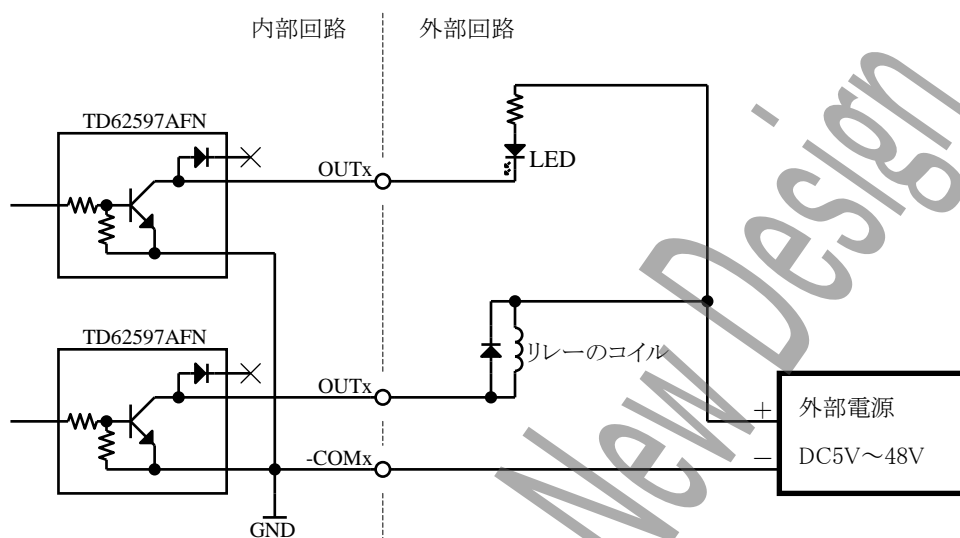 内部回路
外部回路
TD62597AFN
OUTx
LED
TD62597AFN
OUTx
リレーのコイル
-COMx
GND
+
外部電源
−
DC5V～48V
New Design